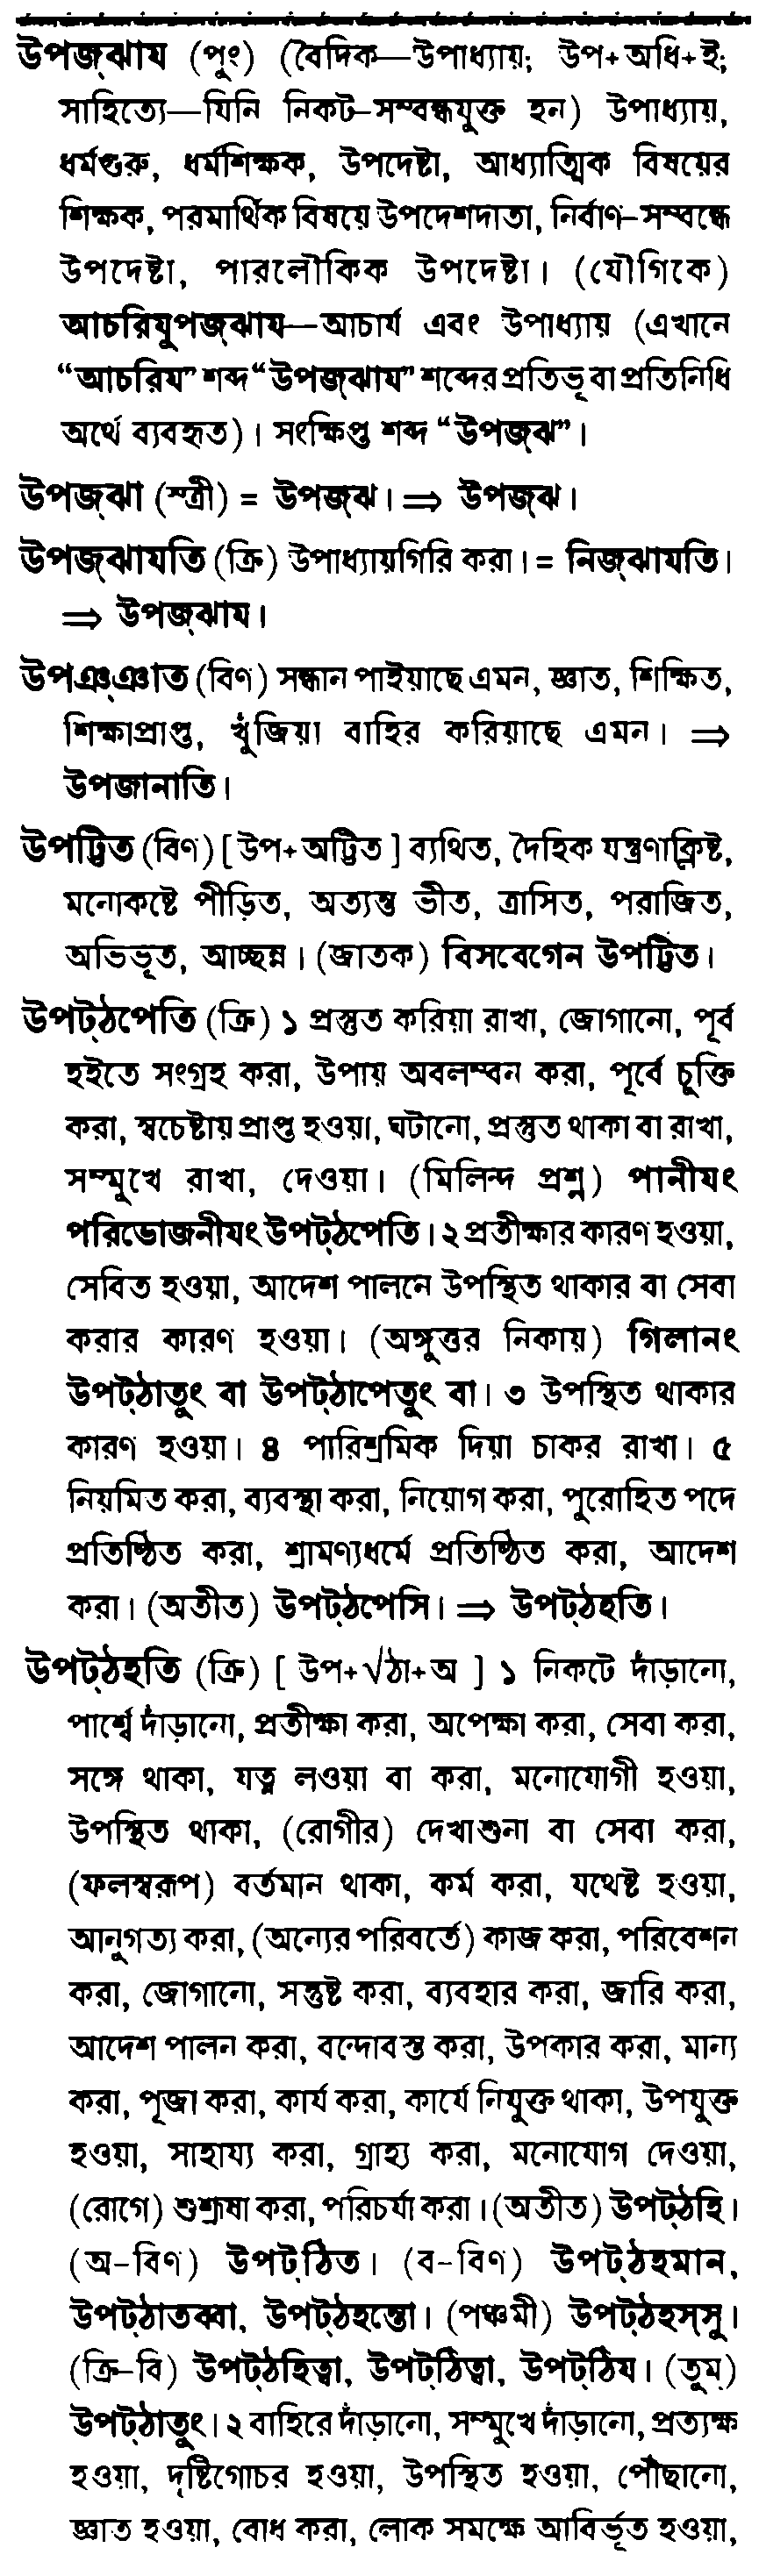 উপজ্ঝায (পুং) (বৈদিক—উপাধ্যায়; উপ+অধি+ই;
সাহিত্যে—যিনি নিকট-সম্বন্ধযুক্ত হন) উপাধ্যায়,
ধর্মগুরু, ধর্মশিক্ষক, উপদেষ্টা, আধ্যাত্মিক বিষয়ের
শিক্ষক, পরমার্থিক বিষয়ে উপদেশদাতা, নির্বাণ-সম্বন্ধে
উপদেষ্টা, পারলৌকিক উপদেষ্টা। (যৌগিকে)
আচরিযুপজ্ঝায—আচার্য এবং উপাধ্যায় (এখানে
“আচরিয” শব্দ “উপজ্ঝায” শব্দের প্রতিভূ বা প্রতিনিধি
অর্থে ব্যবহৃত)। সংক্ষিপ্ত শব্দ “উপজ্ঝ”।
উপজ্ঝা (স্ত্রী) = উপজ্ঝ। ⇒ উপজ্ঝ।
উপজ্ঝাযতি (ক্রি) উপাধ্যায়গিরি করা। = নিজ্ঝাযতি।
⇒ উপজ্ঝায।
উপঞ্ঞাত (বিণ) সন্ধান পাইয়াছে এমন, জ্ঞাত, শিক্ষিত,
শিক্ষাপ্রাপ্ত, খুঁজিয়া বাহির করিয়াছে এমন। ⇒
উপজানাতি।
উপট্টিত (বিণ) [ উপ+অট্টিত ] ব্যথিত, দৈহিক যন্ত্রণাক্লিষ্ট,
মনোকষ্টে পীড়িত, অত্যন্ত ভীত, ত্রাসিত, পরাজিত,
অভিভূত, আচ্ছন্ন। (জাতক) বিসবেগেন উপট্টিত।
উপট্ঠপেতি (ক্রি) ১ প্রস্তুত করিয়া রাখা, জোগানো, পূর্ব
হইতে সংগ্রহ করা, উপায় অবলম্বন করা, পূর্বে চুক্তি
করা, স্বচেষ্টায় প্রাপ্ত হওয়া, ঘটানো, প্রস্তুত থাকা বা রাখা,
সম্মুখে রাখা, দেওয়া। (মিলিন্দ প্রশ্ন) পানীযং
পরিভোজনীযং উপট্ঠপেতি। ২ প্রতীক্ষার কারণ হওয়া,
সেবিত হওয়া, আদেশ পালনে উপস্থিত থাকার বা সেবা
করার কারণ হওয়া। (অঙ্গুত্তর নিকায়) গিলানং
উপট্ঠাতুং বা উপট্ঠাপেতুং বা। ৩ উপস্থিত থাকার
কারণ হওয়া। ৪ পারিশ্রমিক দিয়া চাকর রাখা। ৫
নিয়মিত করা, ব্যবস্থা করা, নিয়োগ করা, পুরোহিত পদে
প্রতিষ্ঠিত করা, শ্রামণ্যধর্মে প্রতিষ্ঠিত করা, আদেশ
করা। (অতীত) উপট্ঠপেসি। ⇒ উপট্ঠহতি।
উপট্ঠহতি (ক্রি) [ উপ+√ঠা+অ ] ১ নিকটে দাঁড়ানো,
পার্শ্বে দাঁড়ানো, প্রতীক্ষা করা, অপেক্ষা করা, সেবা করা,
সঙ্গে থাকা, যত্ন লওয়া বা করা, মনোযোগী হওয়া,
উপস্থিত থাকা, (রোগীর) দেখাশুনা বা সেবা করা,
(ফলস্বরূপ) বর্তমান থাকা, কর্ম করা, যথেষ্ট হওয়া,
আনুগত্য করা, (অন্যের পরিবর্তে) কাজ করা, পরিবেশন
করা, জোগানো, সন্তুষ্ট করা, ব্যবহার করা, জারি করা,
আদেশ পালন করা, বন্দোবস্ত করা, উপকার করা, মান্য
করা, পূজা করা, কার্য করা, কার্যে নিযুক্ত থাকা, উপযুক্ত
হওয়া, সাহায্য করা, গ্রাহ্য করা, মনোযোগ দেওয়া,
(রোগে) শুশ্রূষা করা, পরিচর্যা করা। (অতীত) উপট্ঠহি।
(অ-বিণ) উপট্ঠিত। (ব-বিণ) উপট্ঠহমান,
উপট্ঠাতব্বা, উপট্ঠহন্তো। (পঞ্চমী) উপট্ঠহস্সু।
(ক্রি-বি) উপট্ঠহিত্বা, উপট্ঠিত্বা, উপট্ঠিয। (তুম্)
উপট্ঠাতুং। ২ বাহিরে দাঁড়ানো, সম্মুখে দাঁড়ানো, প্রত্যক্ষ
হওয়া, দৃষ্টিগোচর হওয়া, উপস্থিত হওয়া, পৌঁছানো,
জ্ঞাত হওয়া, বোধ করা, লোক সমক্ষে আবির্ভূত হওয়া,